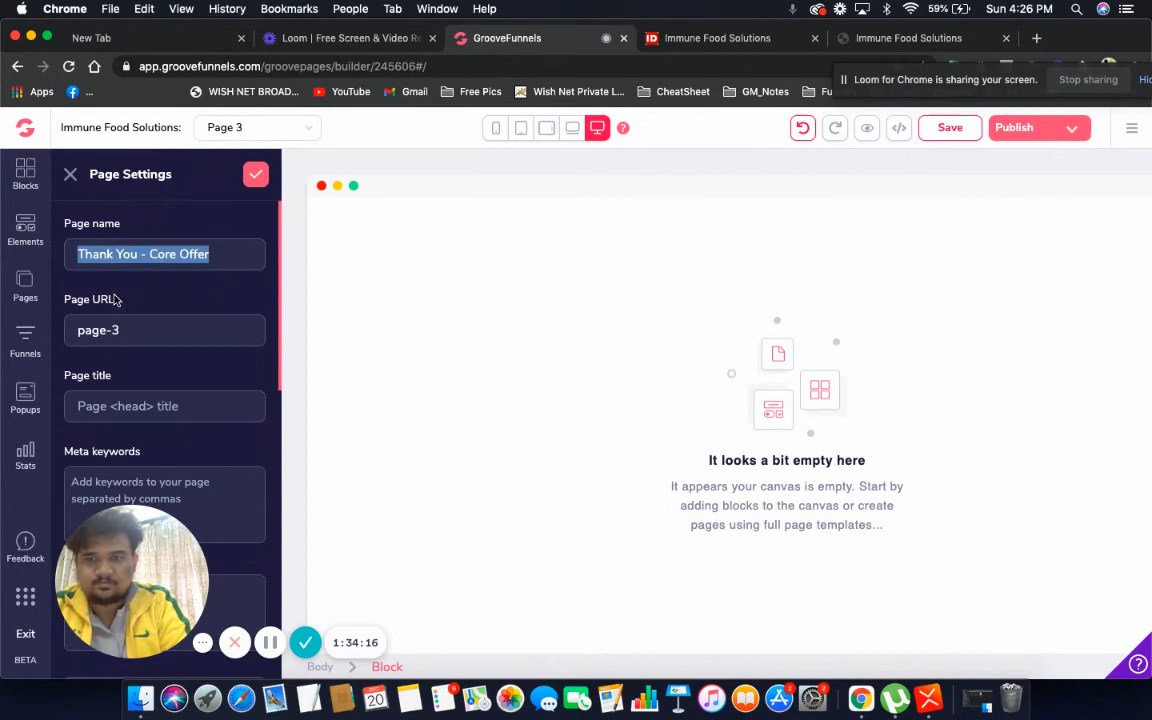 Chrome File Edit View History Bookmarks People Tab Window Help 59% Sun 4:26 PM
New Tab
Loom | Free Screen & Video Re
GrooveFunnels
Immune Food Solutions
Immune Food Solutions
app.groovefunnels.com/groovepages/builder/245606#/
Loom for Chrome is sharing your screen. Stop sharing Hid
Apps ... WISH NET BROAD... YouTube Gmail Free Pics Wish Net Private L... CheatSheet GM_Notes Fu
Immune Food Solutions: Page 3 Save Publish
Blocks
Elements
Pages
Funnels
Popups
Stats
Feedback
Exit
BETA
Page Settings
Page name
Thank You - Core Offer
Page URL
page-3
Page title
Page <head> title
Meta keywords
Add keywords to your page
separated by commas
It looks a bit empty here
It appears your canvas is empty. Start by
adding blocks to the canvas or create
pages using full page templates...
1:34:16
Body Block
DEC
20
6
2
2